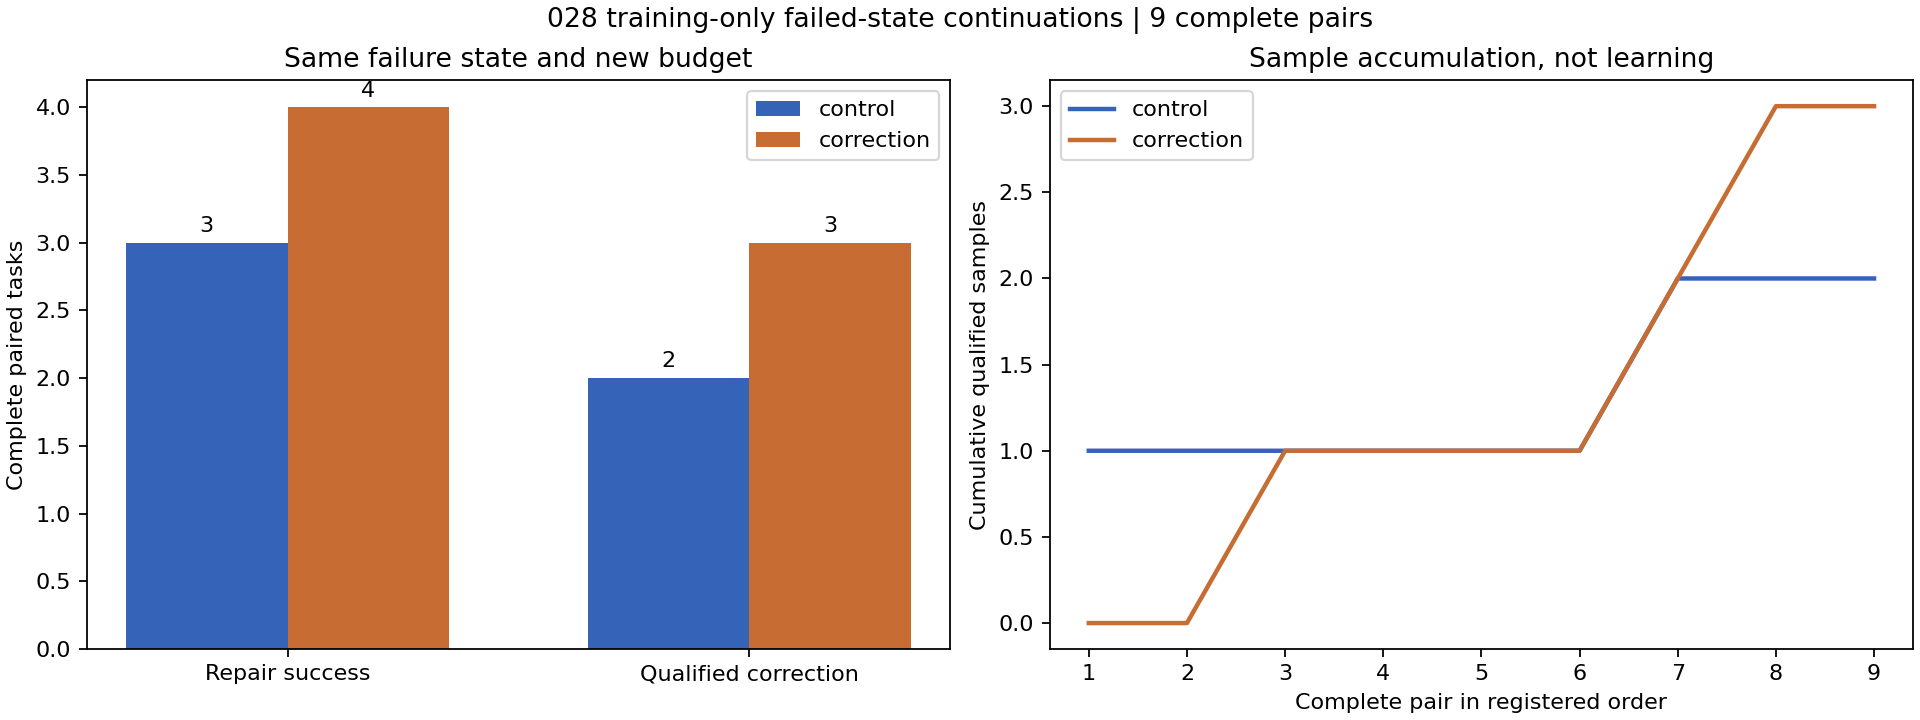 028 training-only failed-state continuations | 9 complete pairs
Same failure state and new budget
Complete paired tasks
4.0
3.5
3.0
2.5
2.0
1.5
1.0
0.5
0.0
3
4
2
3
control
correction
Repair success
Qualified correction
Sample accumulation, not learning
Cumulative qualified samples
3.0
2.5
2.0
1.5
1.0
0.5
0.0
control
correction
1 2 3 4 5 6 7 8 9
Complete pair in registered order